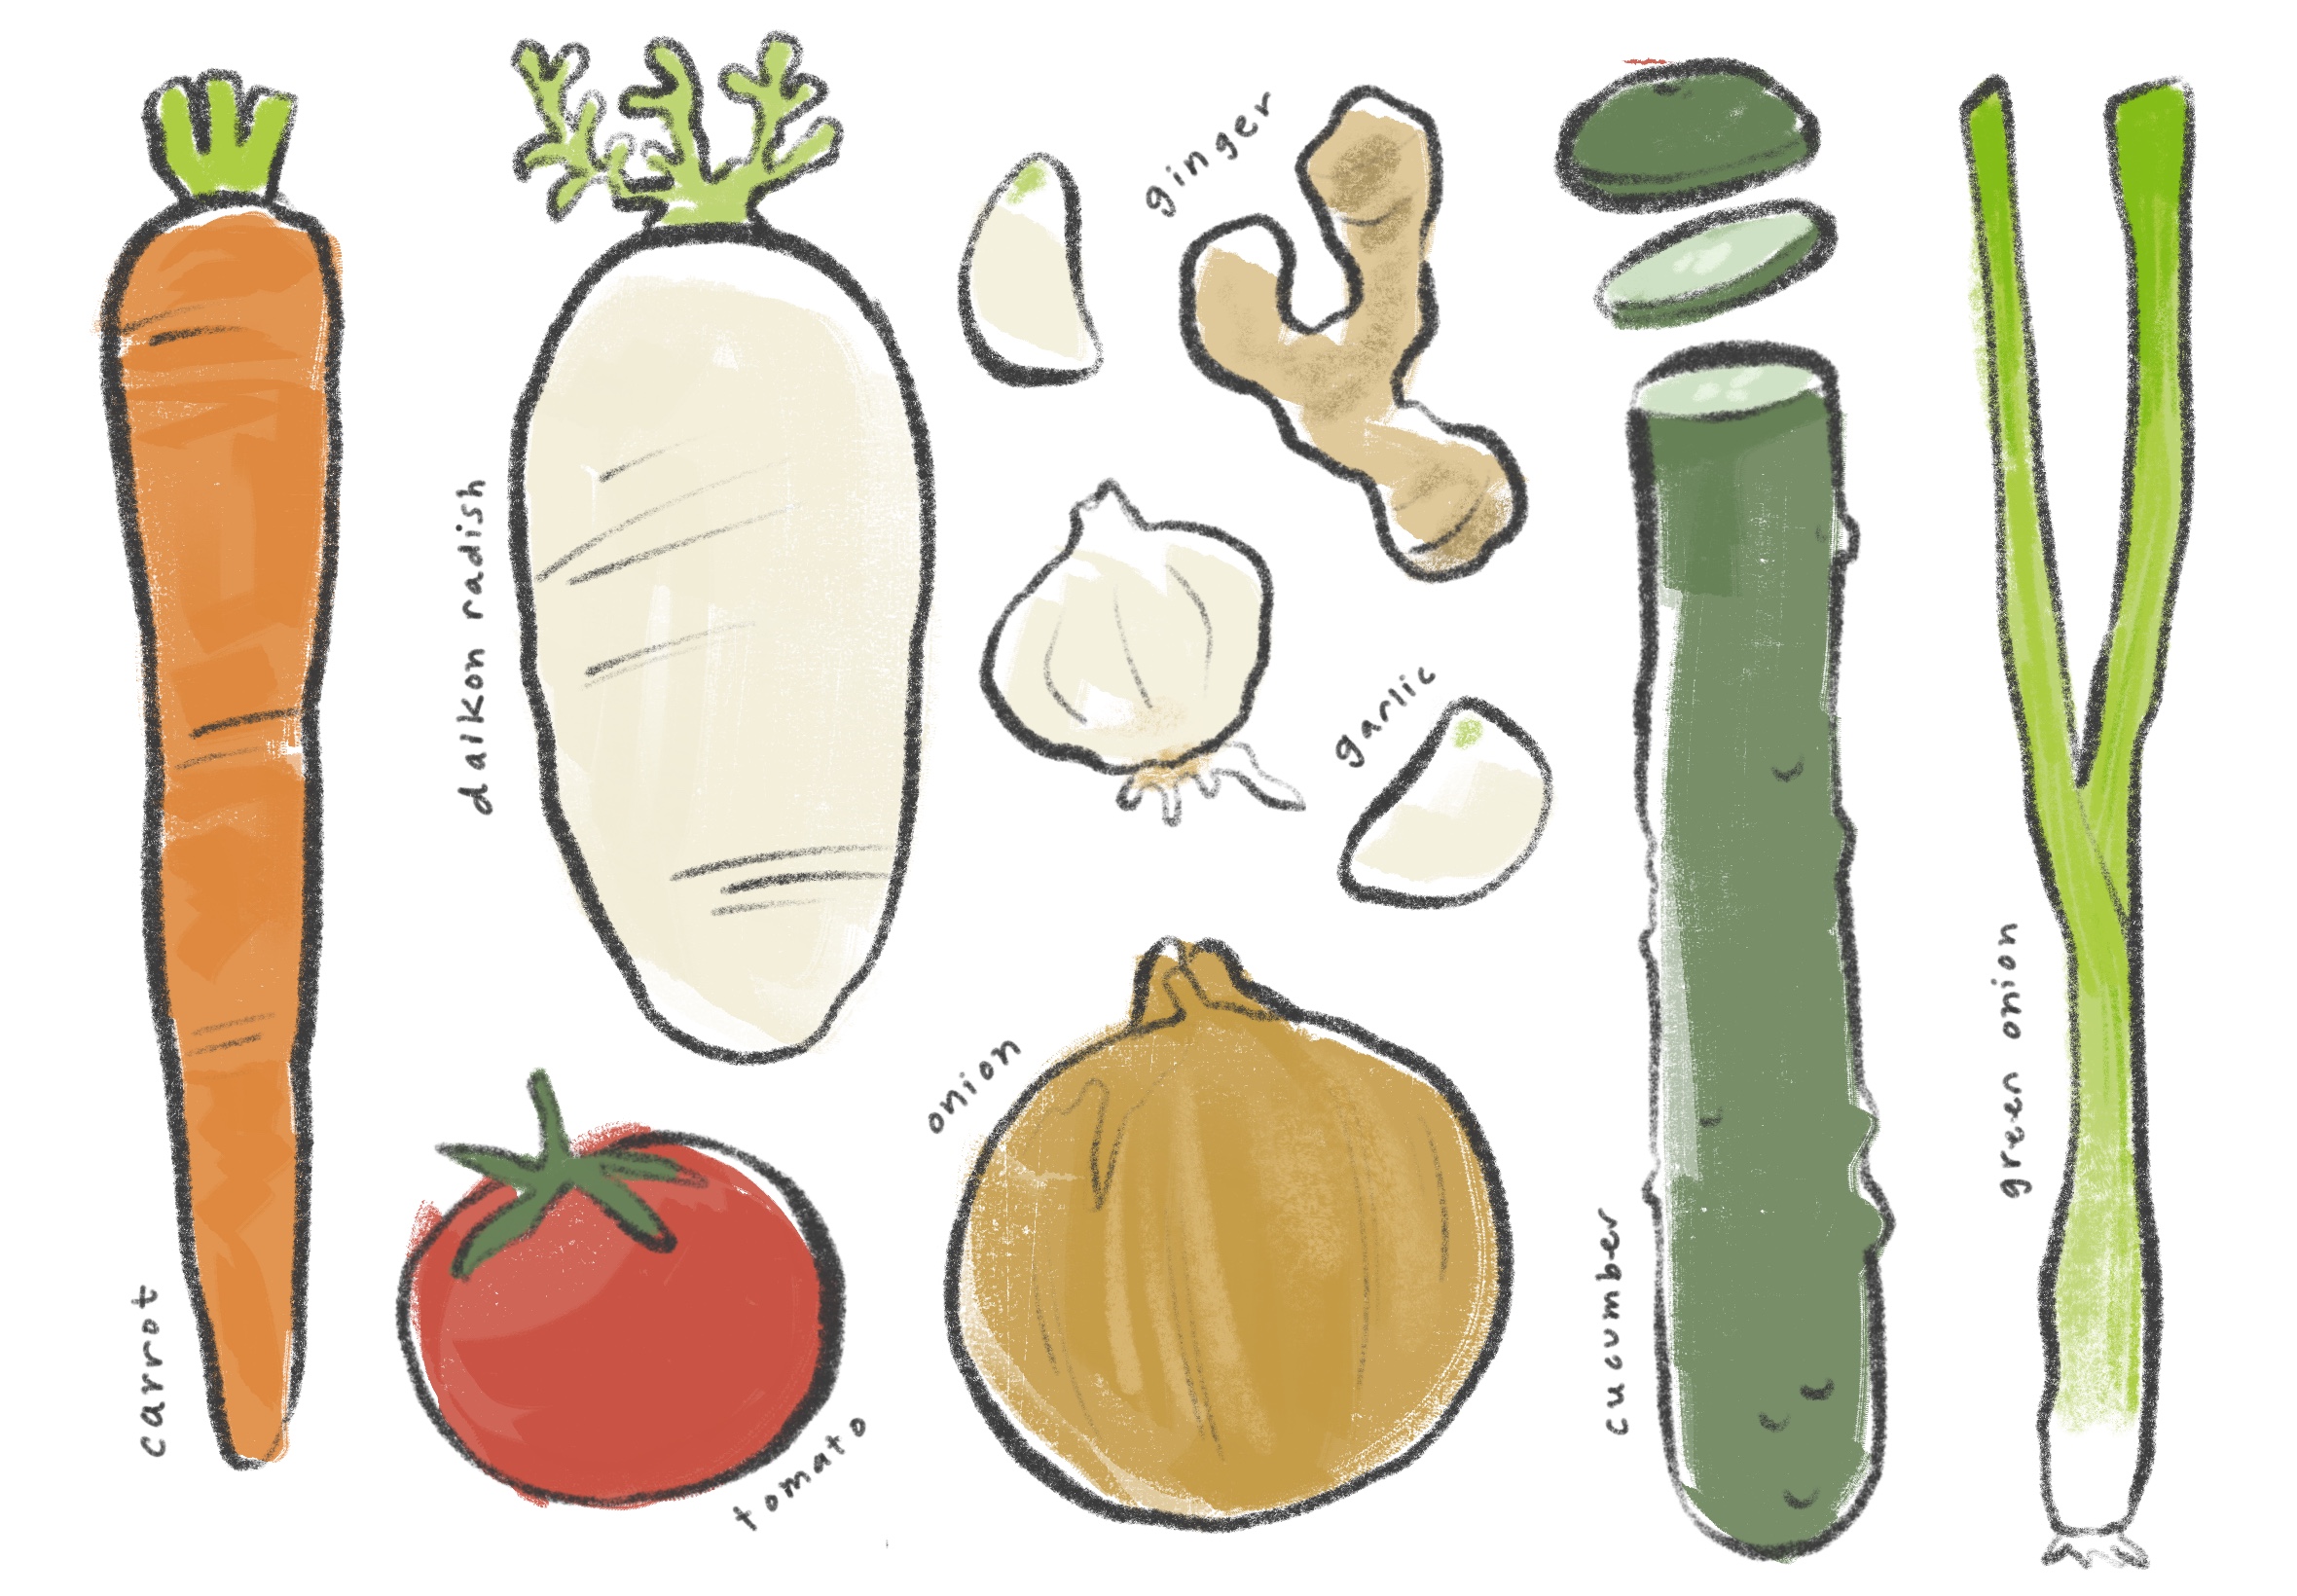 carrot
daikon radish
tomato
ginger
garlic
onion
cucumber
green onion